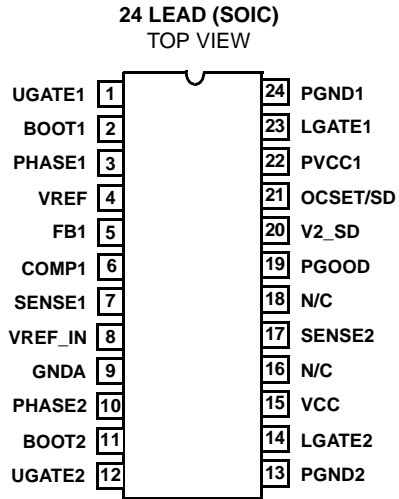 24 LEAD (SOIC)
TOP VIEW
UGATE1 1 24 PGND1
BOOT1 2 23 LGATE1
PHASE1 3 22 PVCC1
VREF 4 21 OCSET/SD
FB1 5 20 V2_SD
COMP1 6 19 PGOOD
SENSE1 7 18 N/C
VREF_IN 8 17 SENSE2
GNDA 9 16 N/C
PHASE2 10 15 VCC
BOOT2 11 14 LGATE2
UGATE2 12 13 PGND2